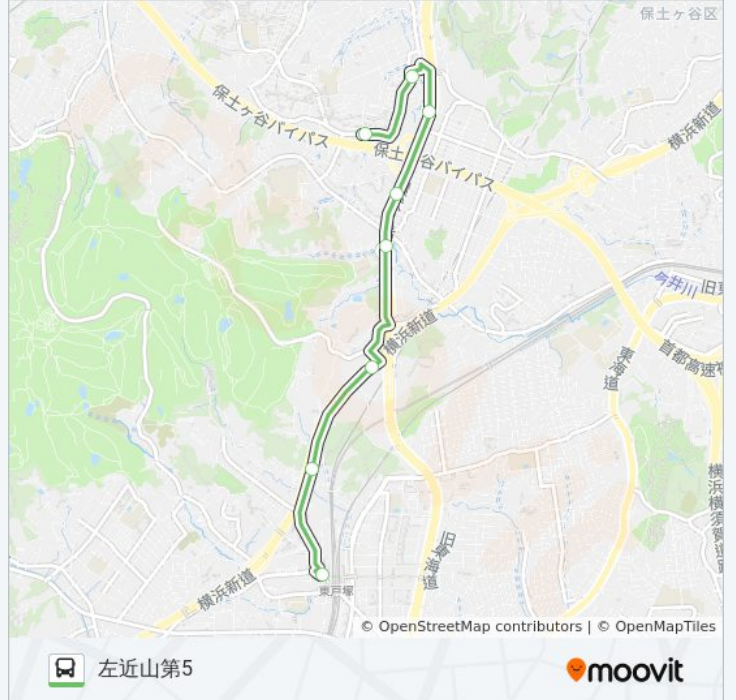 保土ヶ谷区
保土ヶ谷バイパス
横浜新道
保土
谷バイパス
今井川
旧東
横浜新道
東海道
首都高速
横浜横須賀道路
旧東海道
横浜新道
東戸塚
© OpenStreetMap contributors | © OpenMapTiles
左近山第5
moovit